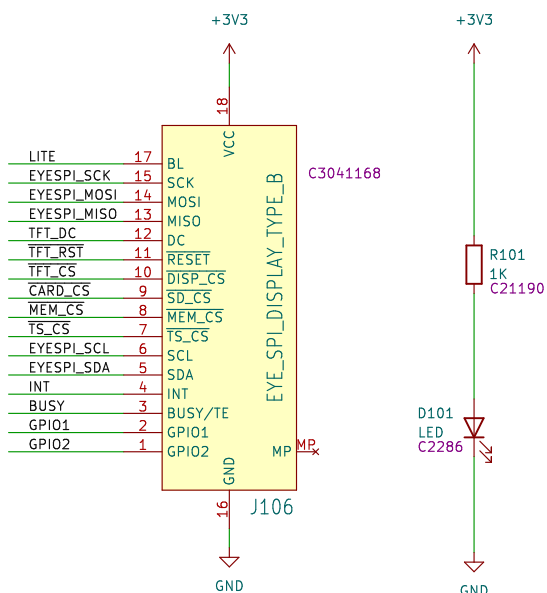 +3V3
+3V3
18
VCC
C3041168
LITE 17 BL
EYESPI_SCK 15 SCK
EYESPI_MOSI 14 MOSI
EYESPI_MISO 13 MISO
TFT_DC 12 DC
TFT_RST 11 RESET
TFT_CS 10 DISP_CS
CARD_CS 9 SD_CS
MEM_CS 8 MEM_CS
TS_CS 7 TS_CS
EYESPI_SCL 6 SCL
EYESPI_SDA 5 SDA
INT 4 INT
BUSY 3 BUSY/TE
GPIO1 2 GPIO1
GPIO2 1 GPIO2
EYE_SPI_DISPLAY_TYPE_B
MP
MP
GND
16
J106
GND
R101
1K
C21190
D101
LED
C2286
GND